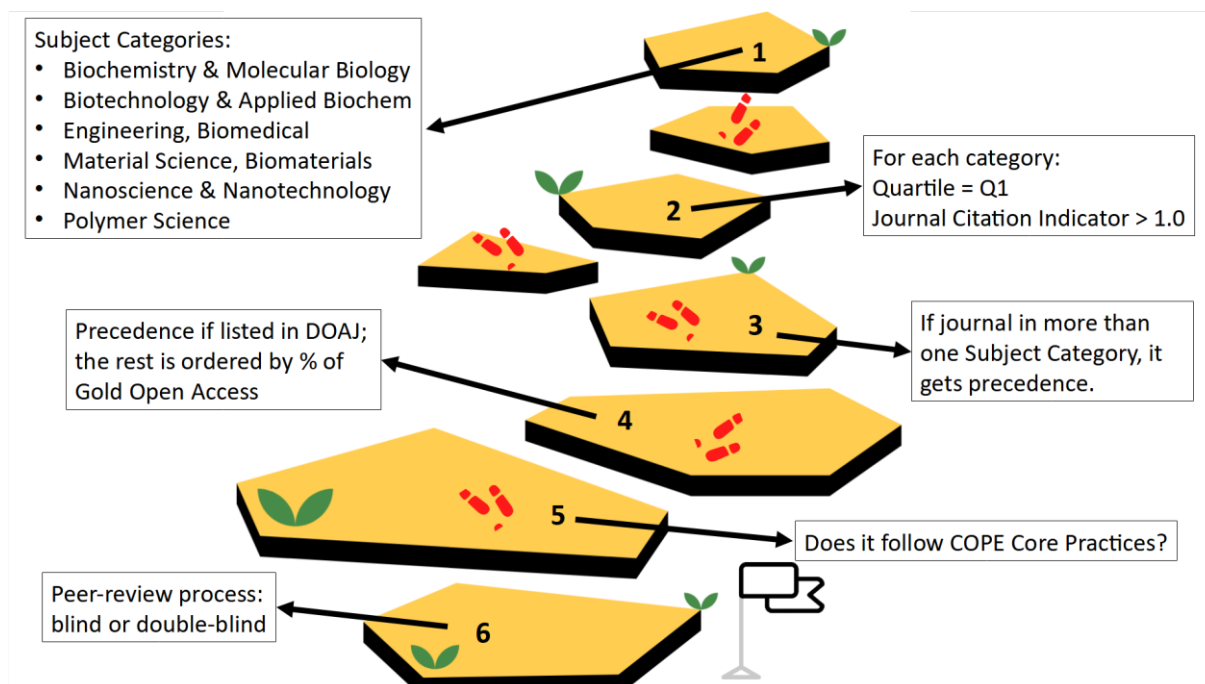 Subject Categories:
• Biochemistry & Molecular Biology
• Biotechnology & Applied Biochem
• Engineering, Biomedical
• Material Science, Biomaterials
• Nanoscience & Nanotechnology
• Polymer Science
1
For each category:
Quartile = Q1
Journal Citation Indicator > 1.0
2
If journal in more than
one Subject Category, it
gets precedence.
3
Precedence if listed in DOAJ;
the rest is ordered by % of
Gold Open Access
4
5
Does it follow COPE Core Practices?
Peer-review process:
blind or double-blind
6